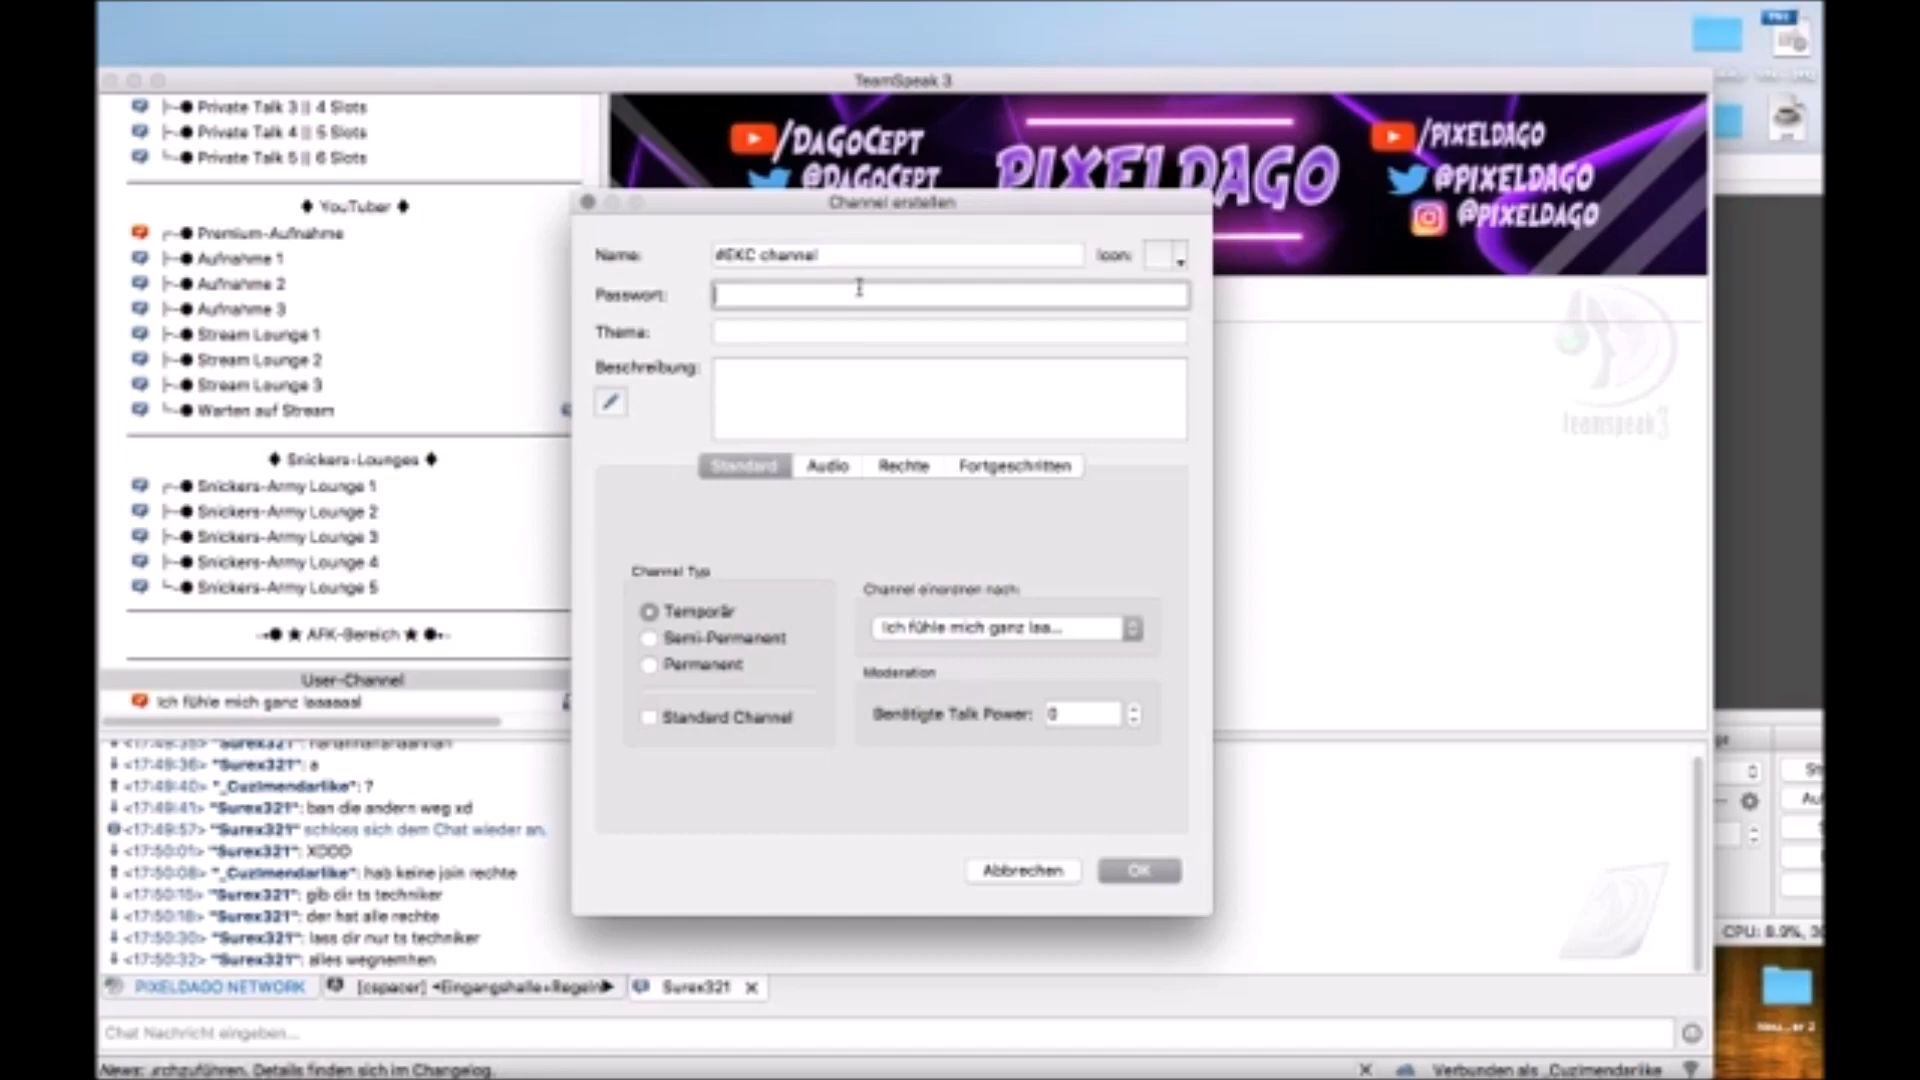 TeamSpeak 3
Private Talk 3 || 4 Slots
Private Talk 4 || 5 Slots
Private Talk 5 || 6 Slots
♦ YouTuber ♦
Premium-Aufnahme
Aufnahme 1
Aufnahme 2
Aufnahme 3
Stream Lounge 1
Stream Lounge 2
Stream Lounge 3
Warten auf Stream
♦ Snickers-Lounges ♦
Snickers-Army Lounge 1
Snickers-Army Lounge 2
Snickers-Army Lounge 3
Snickers-Army Lounge 4
Snickers-Army Lounge 5
★ AFK-Bereich ★
User-Channel
Ich fühle mich ganz laaaaaal
/DAGOCEPT
@DAGOCEPT
PIXELDAGO
/PIXELDAGO
@PIXELDAGO
@PIXELDAGO
teamspeak3
Channel erstellen
Name: #EKC channel Icon:
Passwort:
Thema:
Beschreibung:
Standard Audio Rechte Fortgeschritten
Channel Typ
Temporär
Semi-Permanent
Permanent
Standard Channel
Channel einordnen nach:
Ich fühle mich ganz laa...
Moderation
Benötigte Talk Power: 0
Abbrechen OK
<17:49:36> "Surex321": a
<17:49:40> "_Cuzimendarlike": ?
<17:49:41> "Surex321": ban die andern weg xd
<17:49:57> "Surex321" schloss sich dem Chat wieder an.
<17:50:01> "Surex321": XDDD
<17:50:08> "_Cuzimendarlike": hab keine join rechte
<17:50:15> "Surex321": gib dir ts techniker
<17:50:18> "Surex321": der hat alle rechte
<17:50:30> "Surex321": lass dir nur ts techniker
<17:50:32> "Surex321": alles wegnemhen
PIXELDAGO NETWORK [cspacer] ◄Eingangshalle+Regeln► Surex321
Chat Nachricht eingeben...
News: Details finden sich im Changelog.
Verbunden als _Cuzimendarlike
CPU: 8.9%, 30